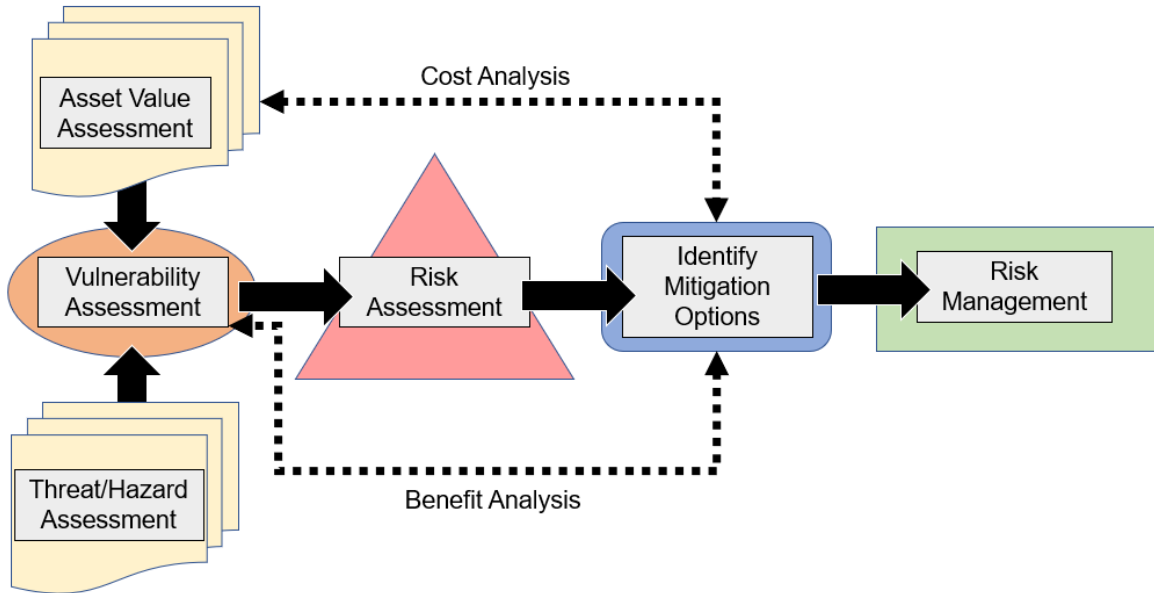 Asset Value
Assessment
Cost Analysis
Vulnerability
Assessment
Risk
Assessment
Identify
Mitigation
Options
Risk
Management
Threat/Hazard
Assessment
Benefit Analysis